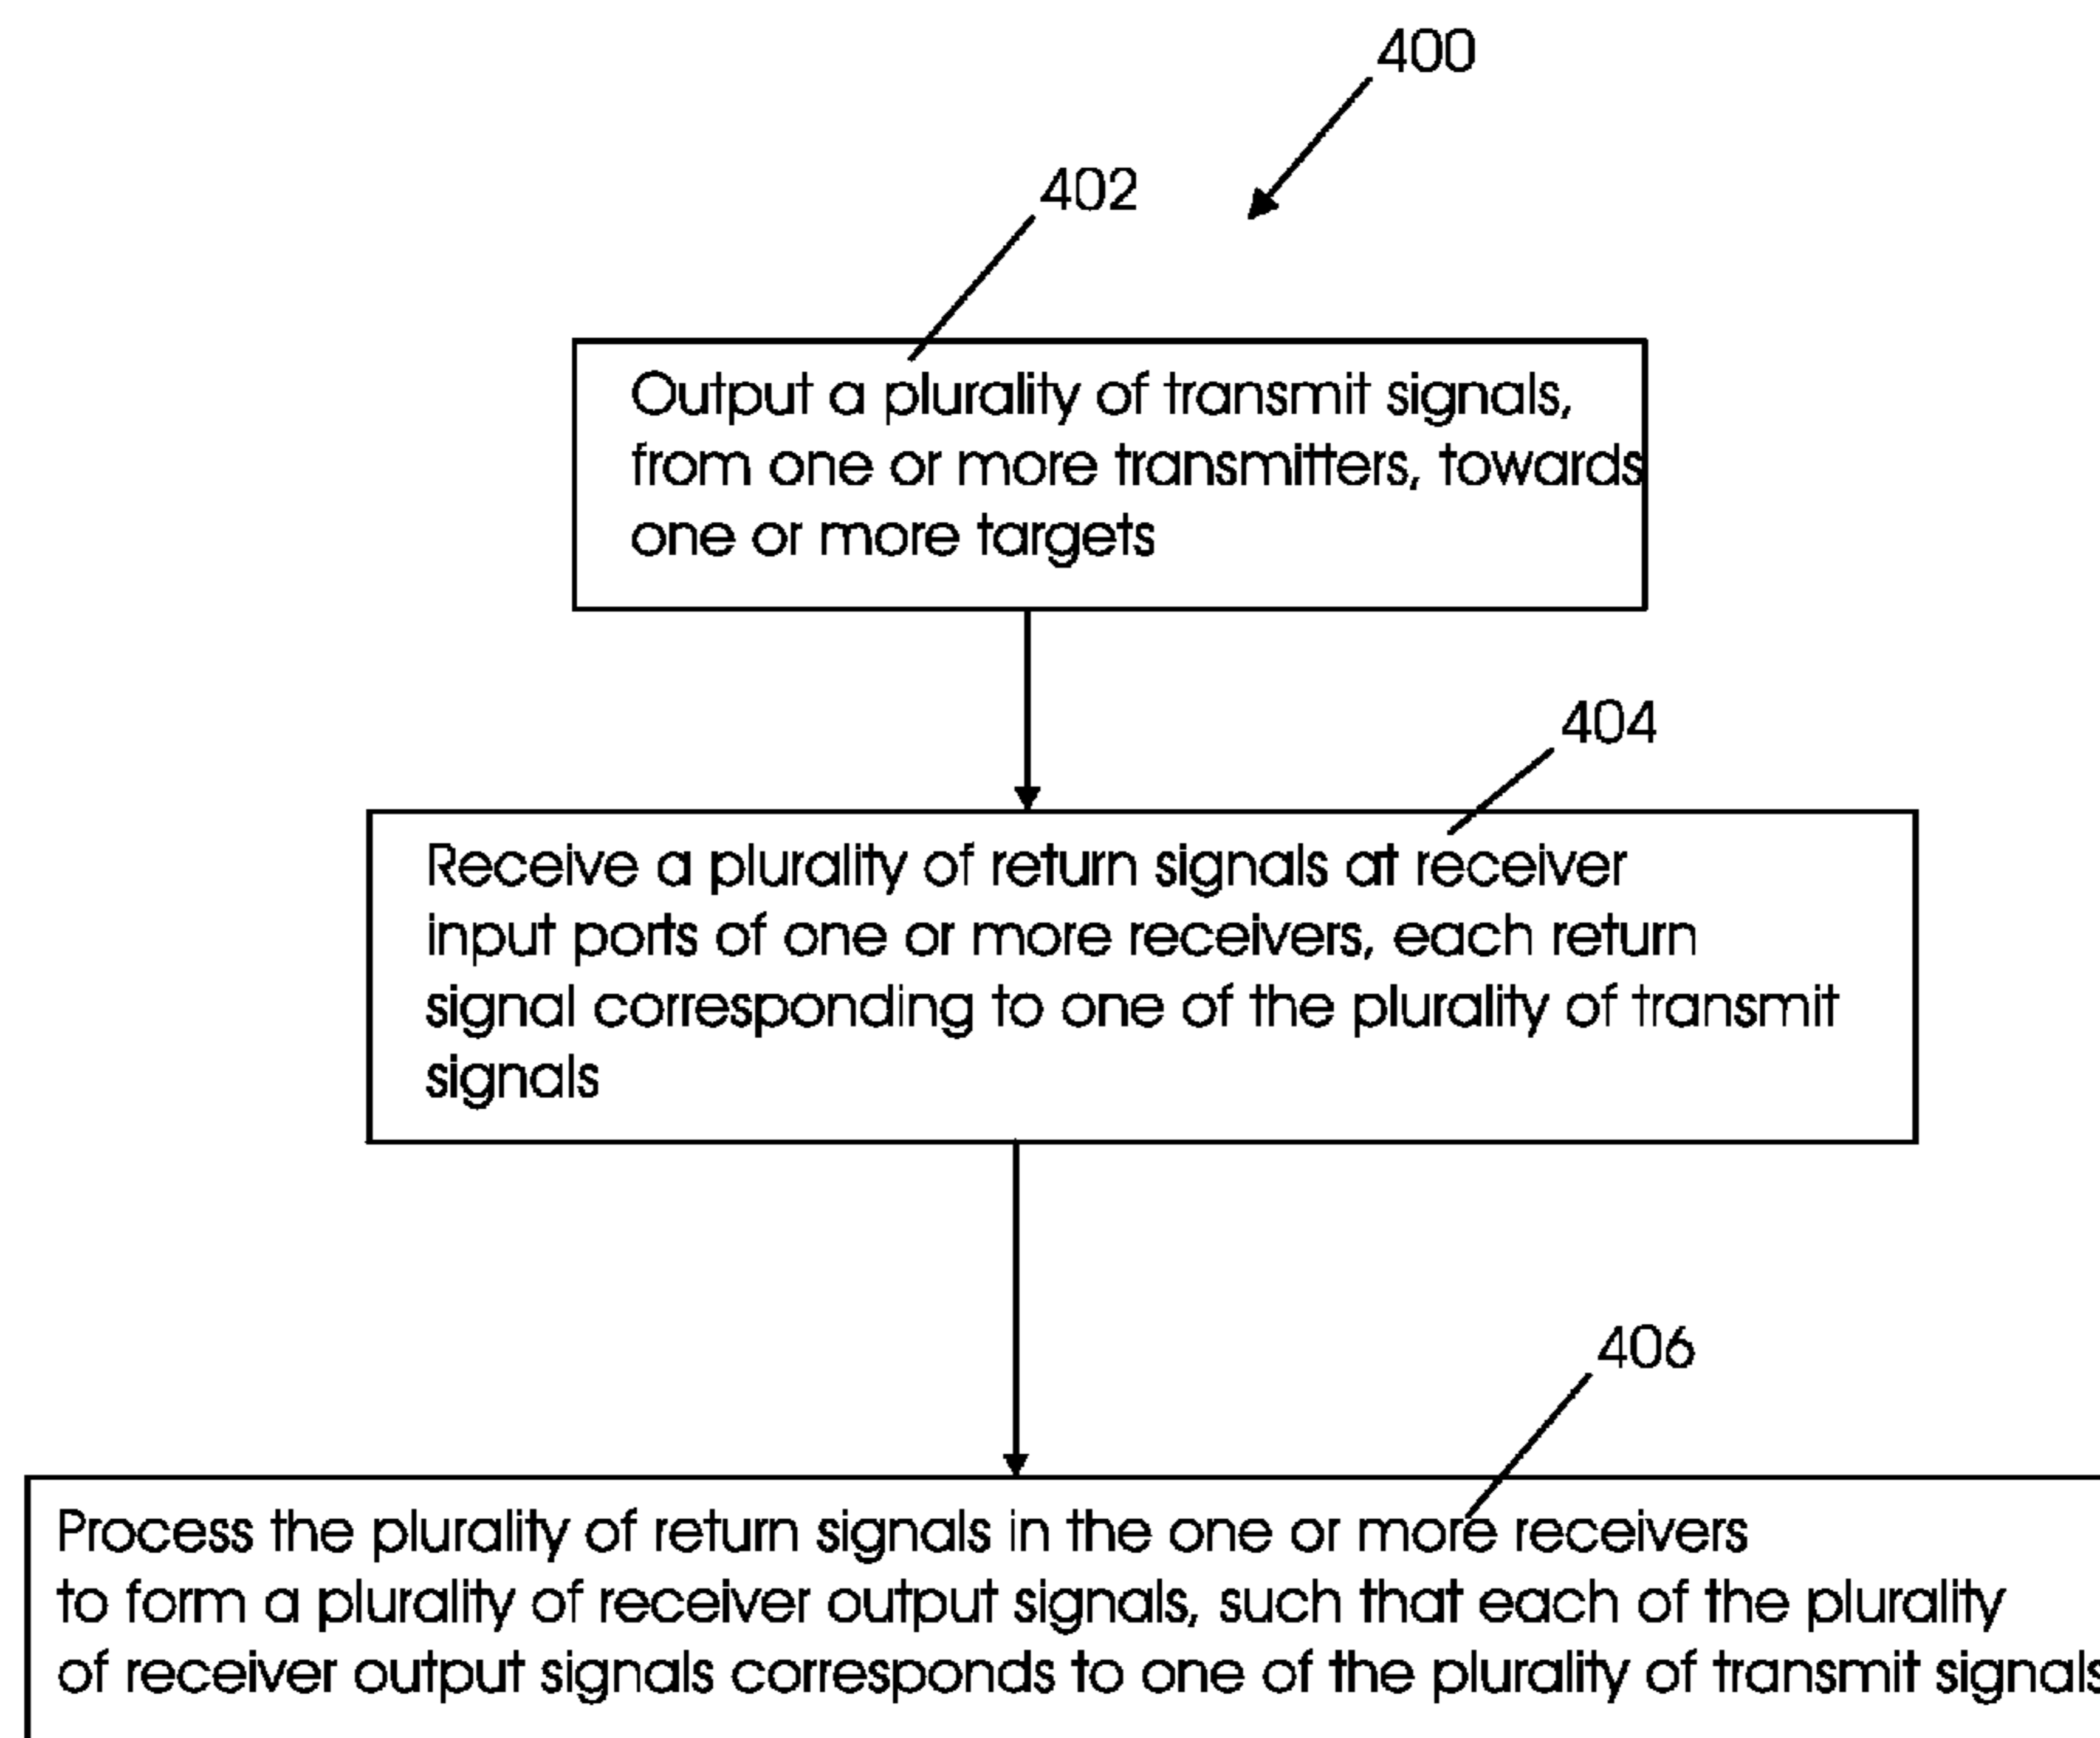 400
402
Output a plurality of transmit signals,
from one or more transmitters, towards
one or more targets
404
Receive a plurality of return signals at receiver
input ports of one or more receivers, each return
signal corresponding to one of the plurality of transmit
signals
406
Process the plurality of return signals in the one or more receivers
to form a plurality of receiver output signals, such that each of the plurality
of receiver output signals corresponds to one of the plurality of transmit signals